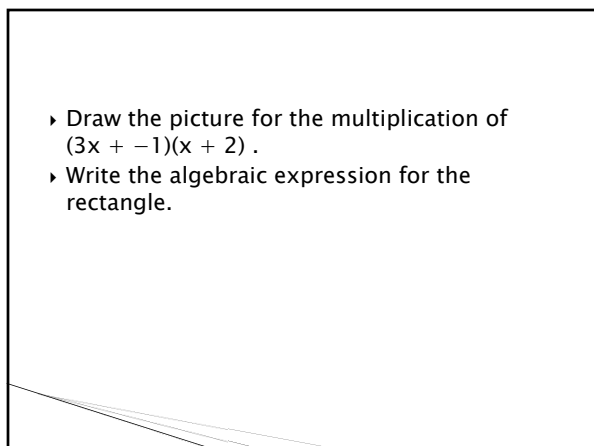 ‣ Draw the picture for the multiplication of
(3x + −1)(x + 2) .
‣ Write the algebraic expression for the
rectangle.